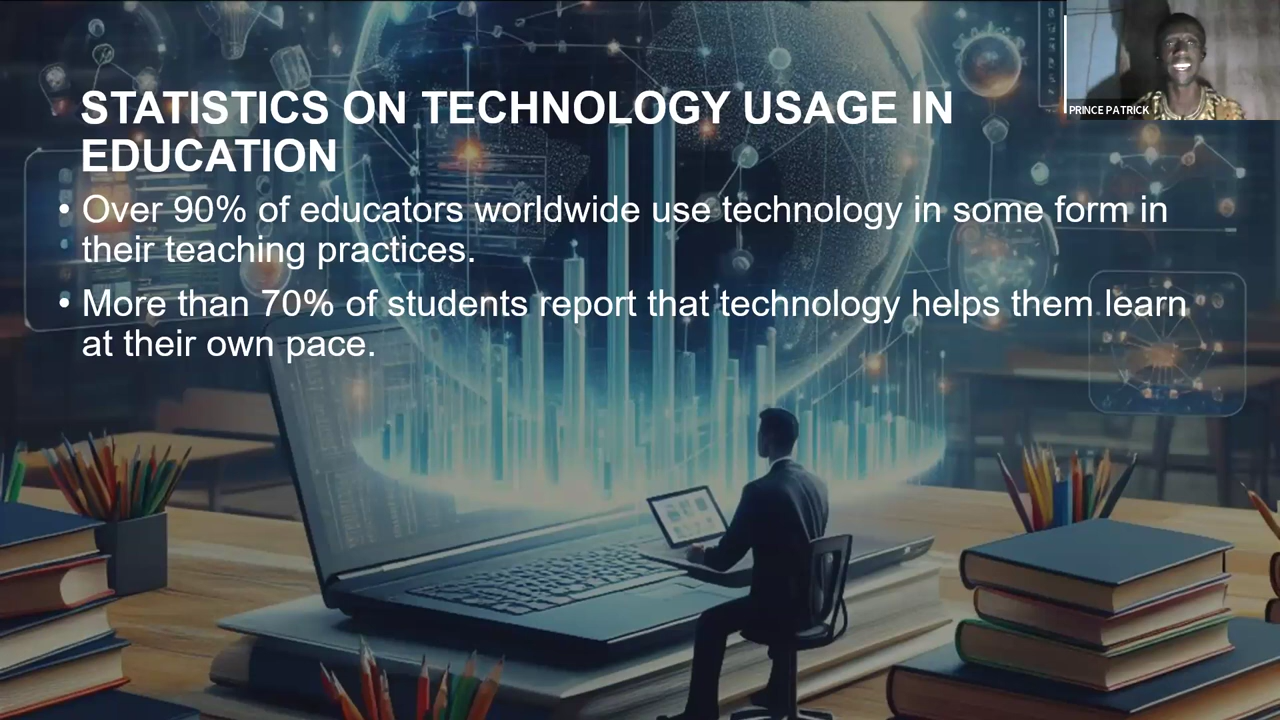 STATISTICS ON TECHNOLOGY USAGE IN
EDUCATION
• Over 90% of educators worldwide use technology in some form in
their teaching practices.
• More than 70% of students report that technology helps them learn
at their own pace.
PRINCE PATRICK